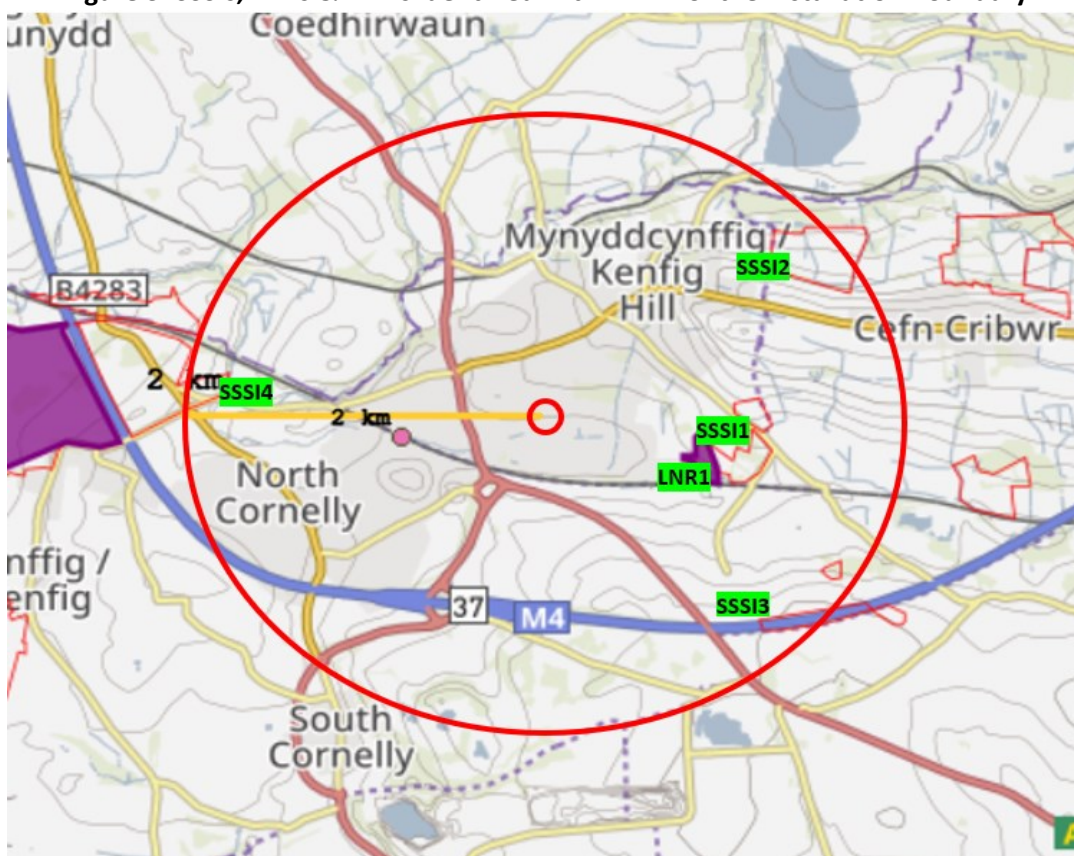 Coedhirwaun
unydd
Mynyddcynffig /
Kenfig
Hill
SSSI2
B4283
Cefn Cribwr
2 km
SSSI4
2 km
SSSI1
LNR1
North
Cornelly
nffig /
enfig
37
M4
SSSI3
South
Cornelly
A